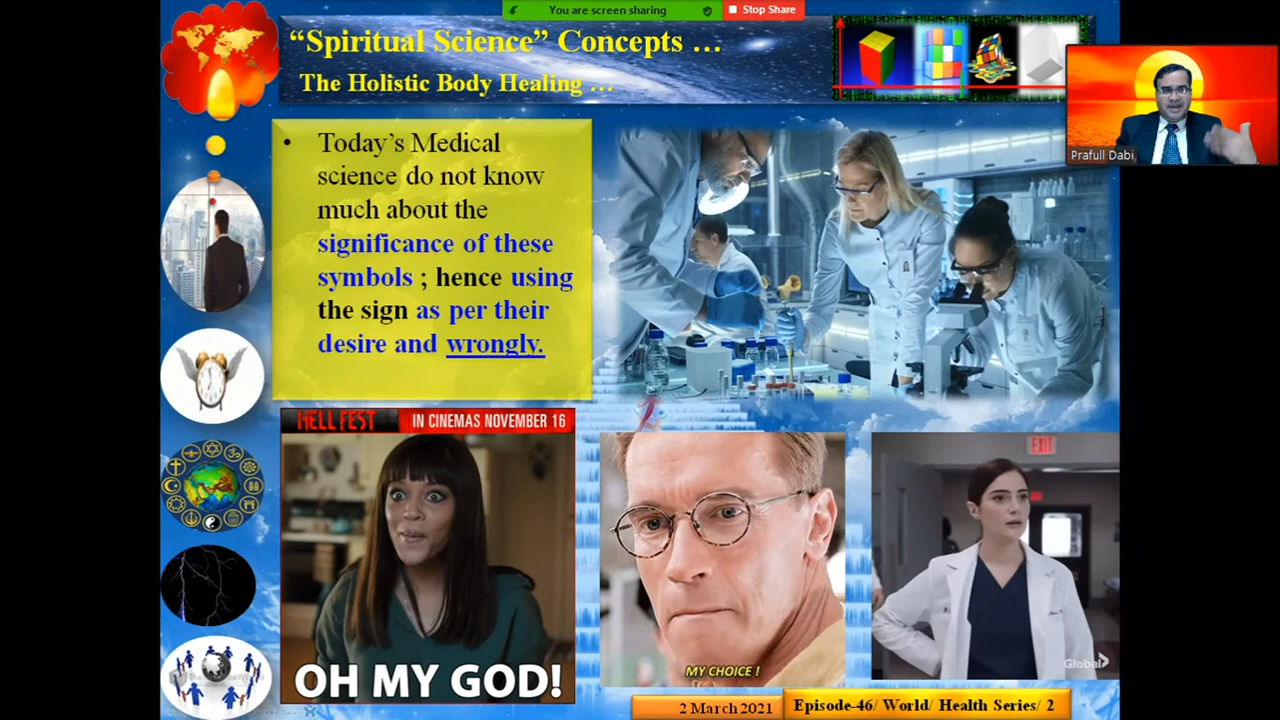 You are screen sharing
Stop Share
“Spiritual Science” Concepts …
The Holistic Body Healing …
Prafull Dabi
• Today’s Medical
science do not know
much about the
significance of these
symbols ; hence using
the sign as per their
desire and wrongly.
HELL FEST
IN CINEMAS NOVEMBER 16
OH MY GOD!
MY CHOICE !
EXIT
Global
2 March 2021
Episode-46/ World/ Health Series/ 2